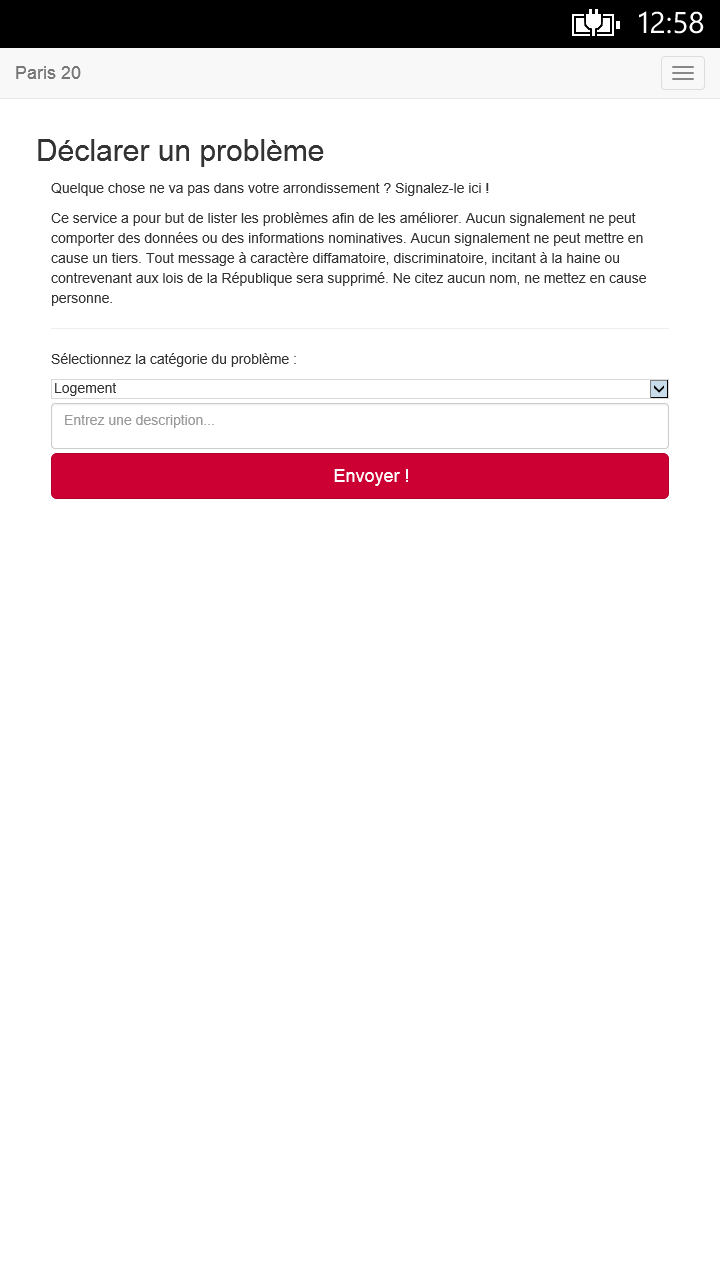 12:58
Paris 20
Déclarer un problème
Quelque chose ne va pas dans votre arrondissement ? Signalez-le ici !
Ce service a pour but de lister les problèmes afin de les améliorer. Aucun signalement ne peut
comporter des données ou des informations nominatives. Aucun signalement ne peut mettre en
cause un tiers. Tout message à caractère diffamatoire, discriminatoire, incitant à la haine ou
contrevenant aux lois de la République sera supprimé. Ne citez aucun nom, ne mettez en cause
personne.
Sélectionnez la catégorie du problème :
Logement
Entrez une description...
Envoyer !